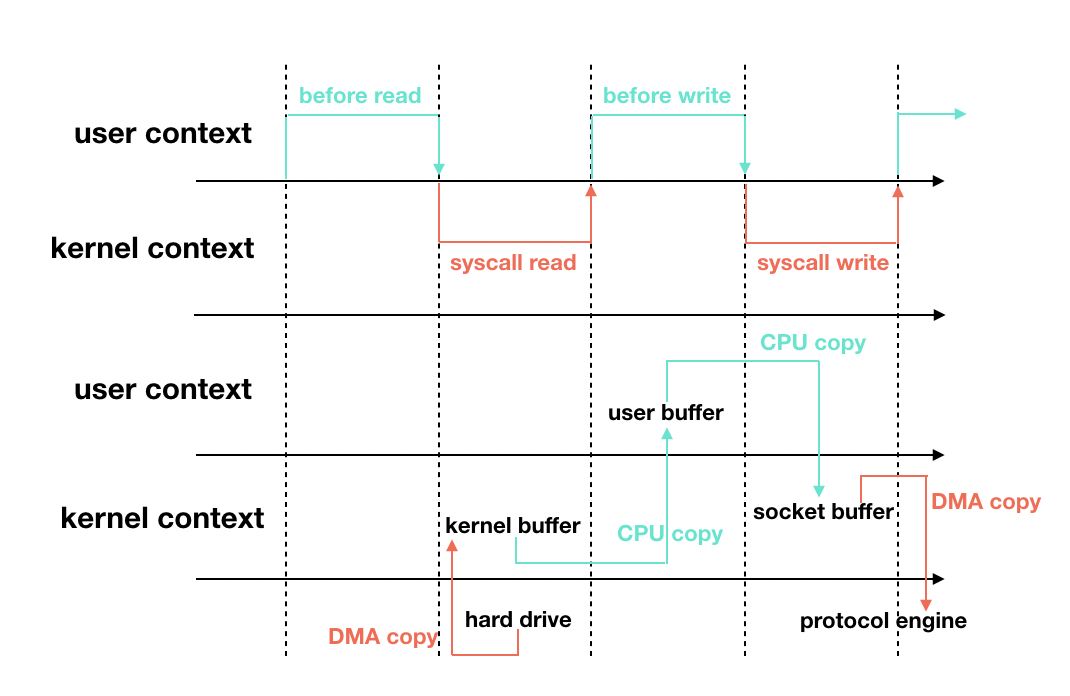 before read
before write
user context
kernel context
syscall read
syscall write
CPU copy
user context
user buffer
DMA copy
socket buffer
kernel context
kernel buffer
CPU copy
hard drive
protocol engine
DMA copy